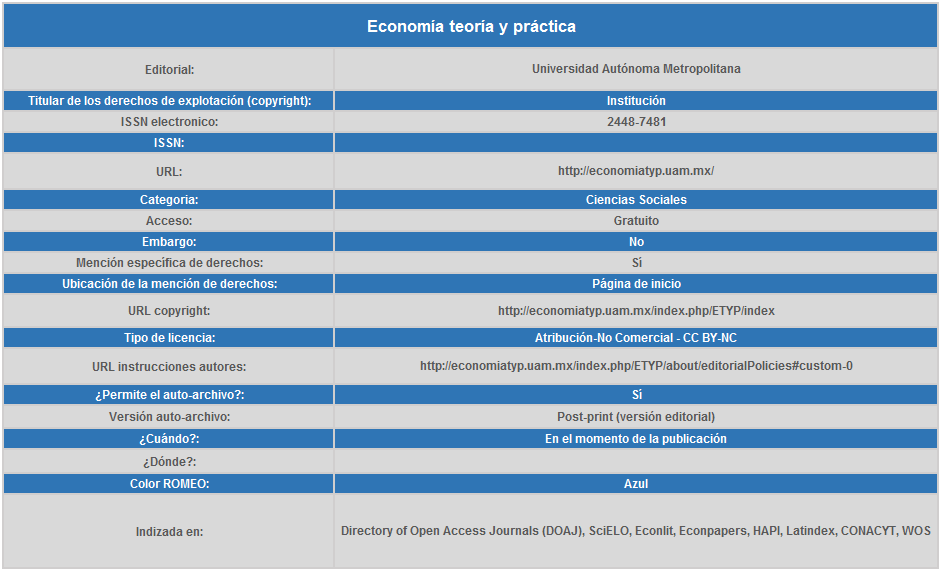 Economía teoría y práctica
Editorial: Universidad Autónoma Metropolitana
Titular de los derechos de explotación (copyright): Institución
ISSN electronico: 2448-7481
ISSN:
URL: http://economiatyp.uam.mx/
Categoria: Ciencias Sociales
Acceso: Gratuito
Embargo: No
Mención específica de derechos: Sí
Ubicación de la mención de derechos: Página de inicio
URL copyright: http://economiatyp.uam.mx/index.php/ETYP/index
Tipo de licencia: Atribución-No Comercial - CC BY-NC
URL instrucciones autores: http://economiatyp.uam.mx/index.php/ETYP/about/editorialPolicies#custom-0
¿Permite el auto-archivo?: Sí
Versión auto-archivo: Post-print (versión editorial)
¿Cuándo?: En el momento de la publicación
¿Dónde?:
Color ROMEO: Azul
Indizada en: Directory of Open Access Journals (DOAJ), SciELO, Econlit, Econpapers, HAPI, Latindex, CONACYT, WOS